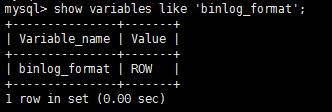 mysql> show variables like 'binlog_format';
+---------------+-------+
| Variable_name | Value |
+---------------+-------+
| binlog_format | ROW   |
+---------------+-------+
1 row in set (0.00 sec)